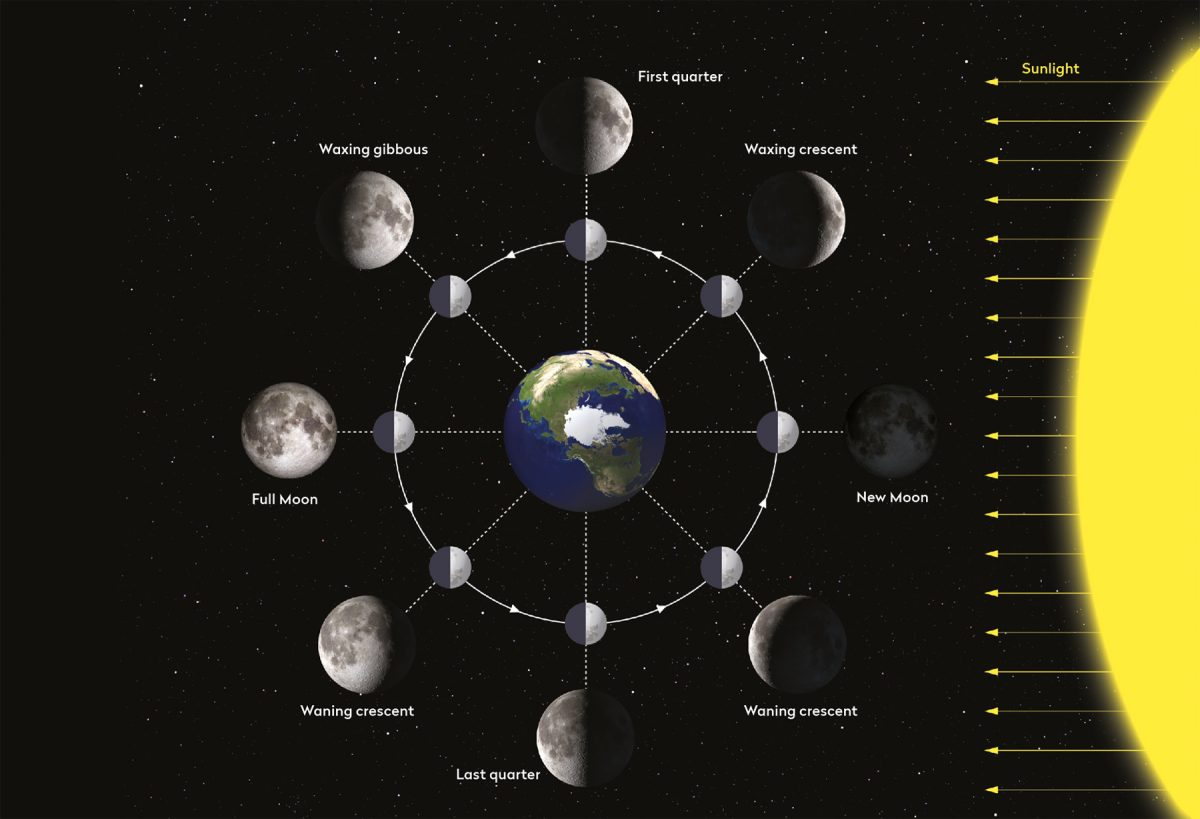 Sunlight
First quarter
Waxing gibbous
Waxing crescent
Full Moon
New Moon
Waning crescent
Waning crescent
Last quarter